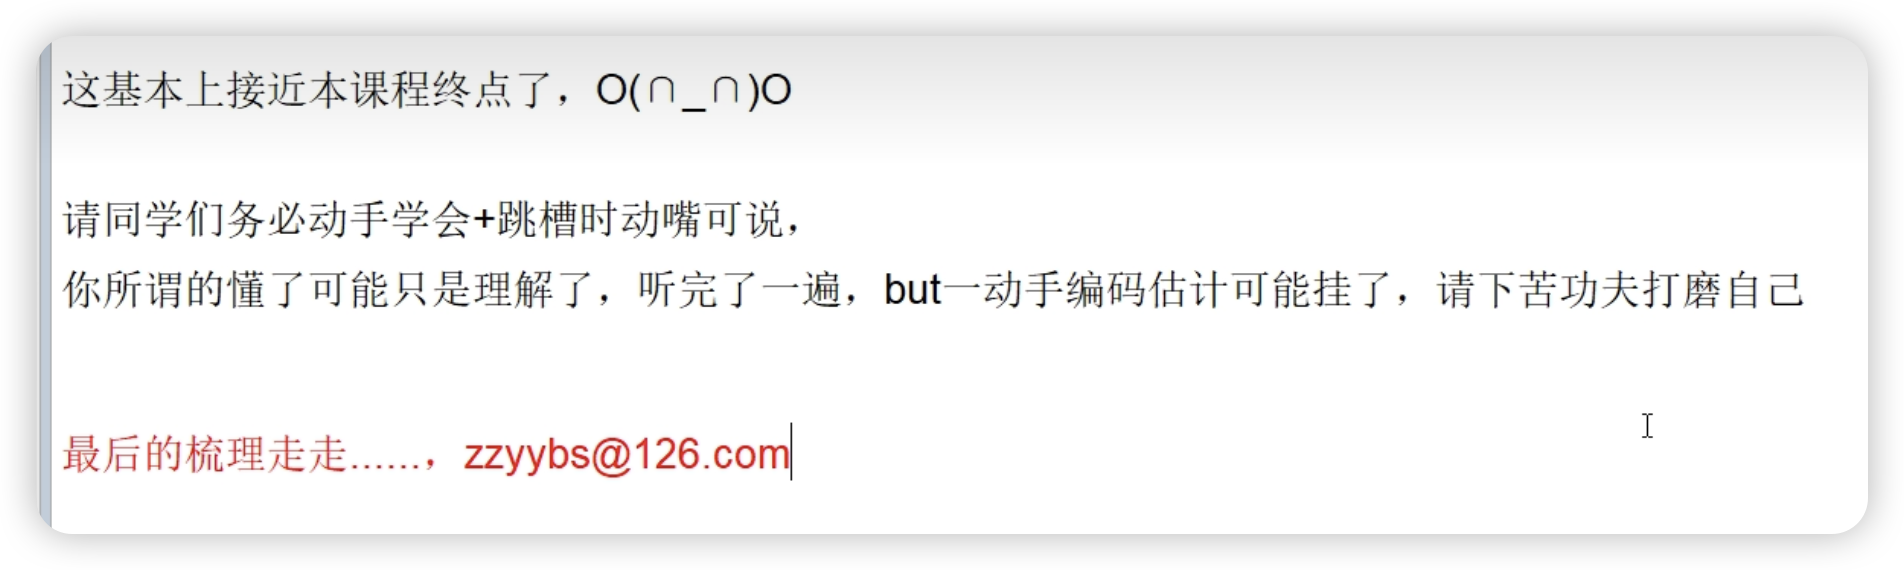 这基本上接近本课程终点了，O(∩_∩)O
请同学们务必动手学会+跳槽时动嘴可说，
你所谓的懂了可能只是理解了，听完了一遍，but一动手编码估计可能挂了，请下苦功夫打磨自己
最后的梳理走走......，zzyybs@126.com